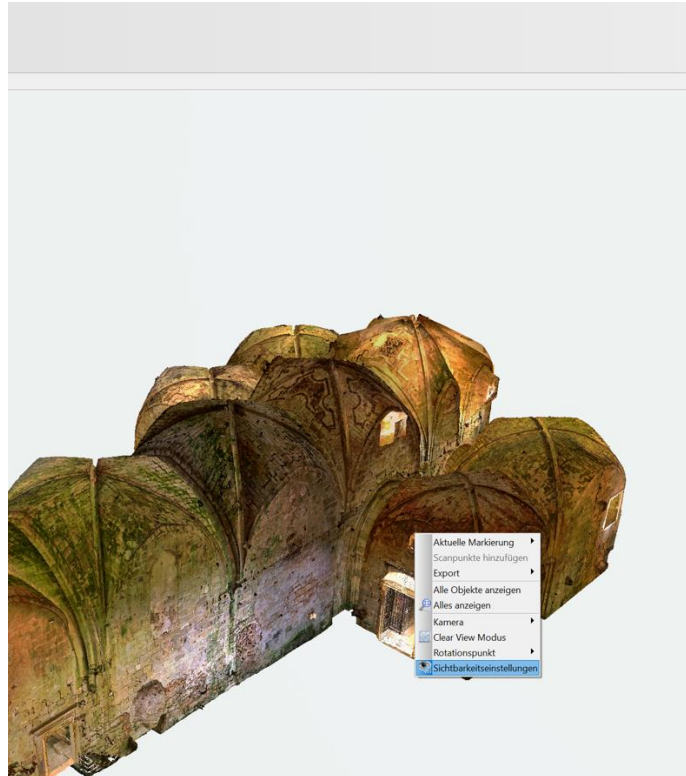 Aktuelle Markierung
Scanpunkte hinzufügen
Export
Alle Objekte anzeigen
Alles anzeigen
Kamera
Clear View Modus
Rotationspunkt
Sichtbarkeitseinstellungen